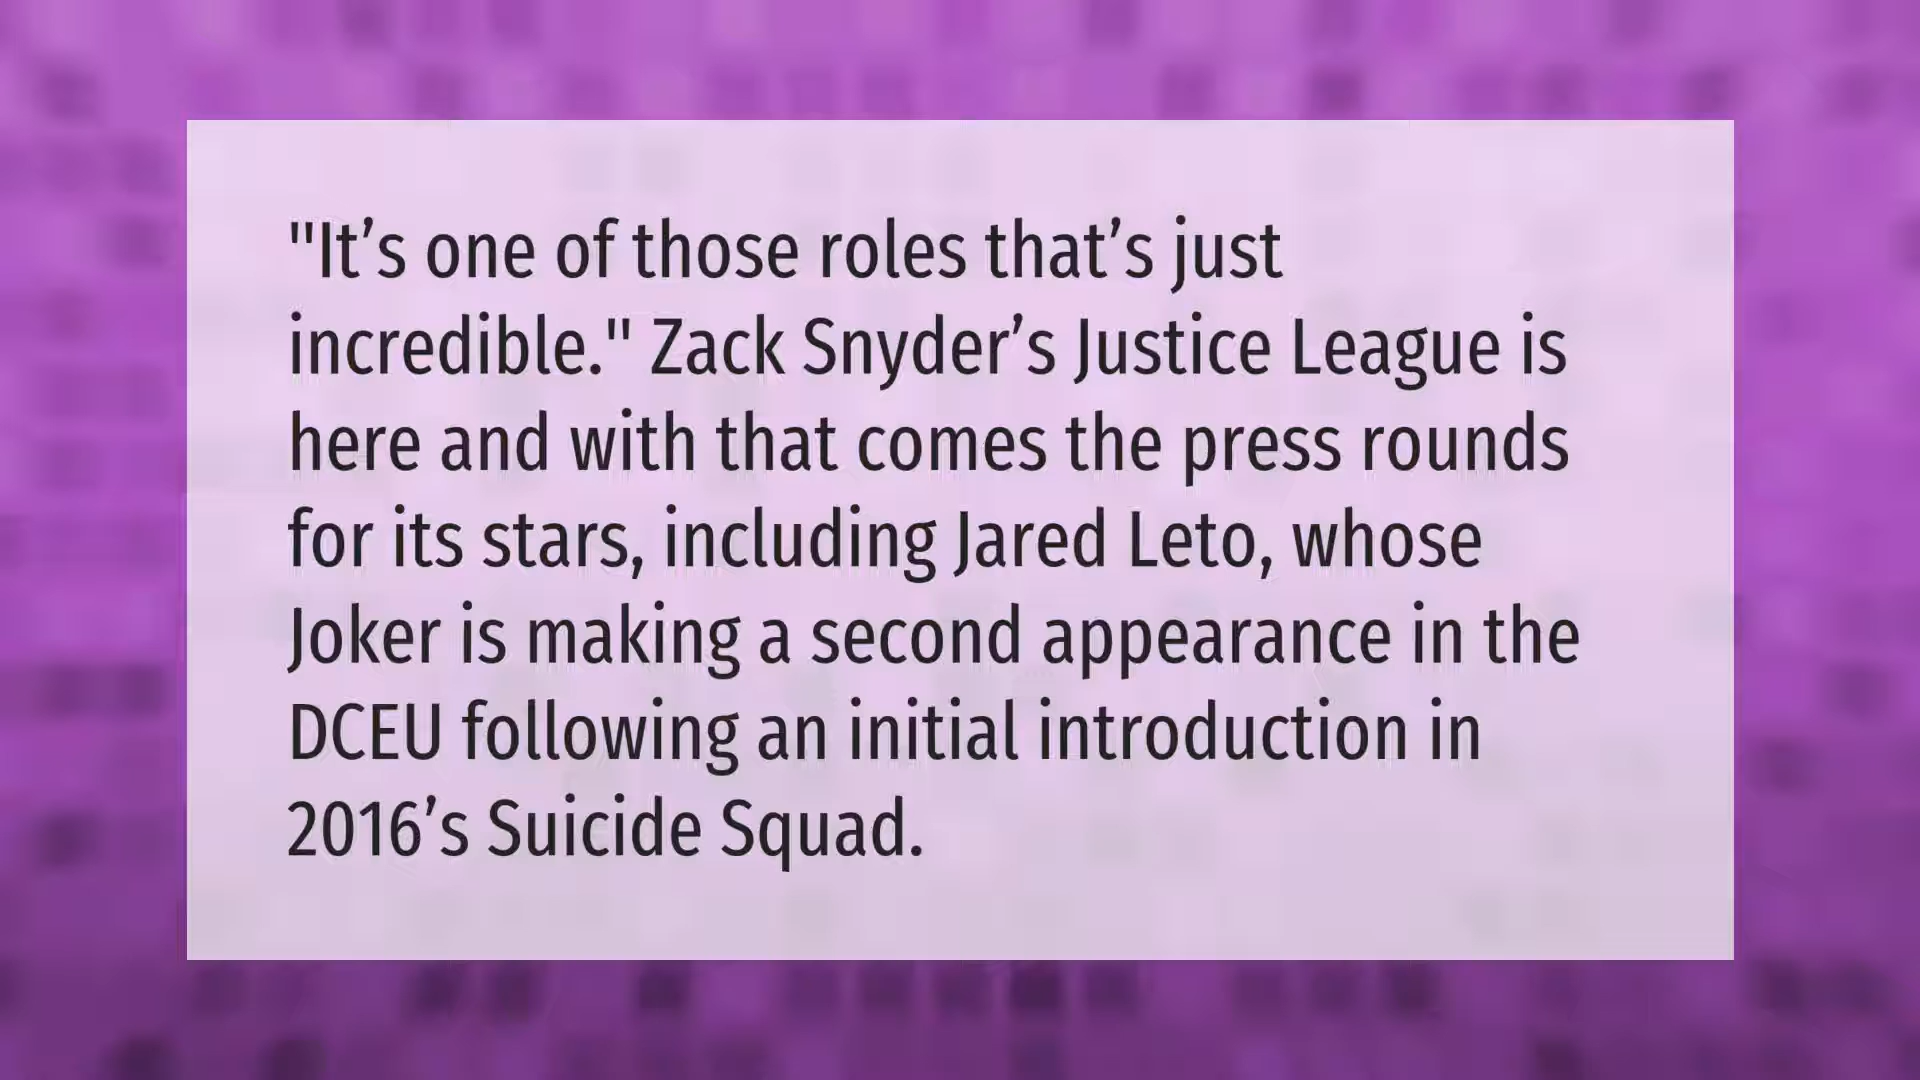 "It’s one of those roles that’s just
incredible." Zack Snyder’s Justice League is
here and with that comes the press rounds
for its stars, including Jared Leto, whose
Joker is making a second appearance in the
DCEU following an initial introduction in
2016’s Suicide Squad.